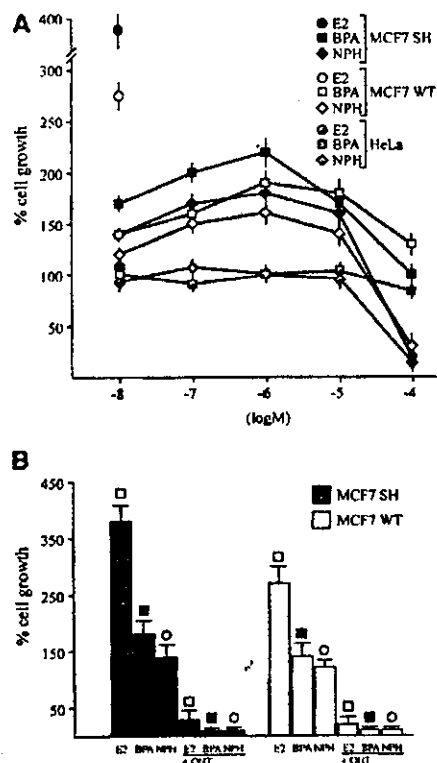 A
E2
BPA MCF7 SH
NPH
E2
BPA MCF7 WT
NPH
E2
BPA HeLa
NPH
400
300
250
200
150
100
50
% cell growth
-8 -7 -6 -5 -4
(logM)
B
MCF7 SH
MCF7 WT
450
350
250
150
50
% cell growth
E2 BPA NPH E2 BPA NPH E2 BPA NPH E2 BPA NPH
+ OHT + OHT